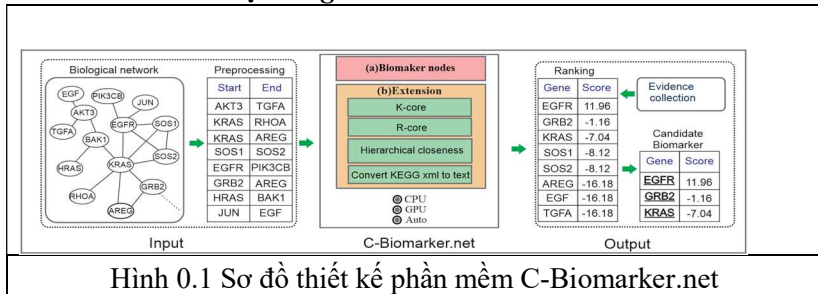 Biological network
EGF
PIK3CB
JUN
AKT3
EGFR
SOS1
TGFA
BAK1
SOS2
KRAS
HRAS
GRB2
RHOA
AREG
Preprocessing
Start End
AKT3 TGFA
KRAS RHOA
KRAS AREG
SOS1 SOS2
EGFR PIK3CB
GRB2 AREG
HRAS BAK1
JUN EGF
Input
(a)Biomaker nodes
(b)Extension
K-core
R-core
Hierarchical closeness
Convert KEGG xml to text
CPU
GPU
Auto
C-Biomarker.net
Ranking
Gene Score
EGFR 11.96
GRB2 -1.16
KRAS -7.04
SOS1 -8.12
SOS2 -8.12
AREG -16.18
EGF -16.18
TGFA -16.18
Evidence
collection
Candidate
Biomarker
Gene Score
EGFR 11.96
GRB2 -1.16
KRAS -7.04
Output
Hình 0.1 Sơ đồ thiết kế phần mềm C-Biomarker.net